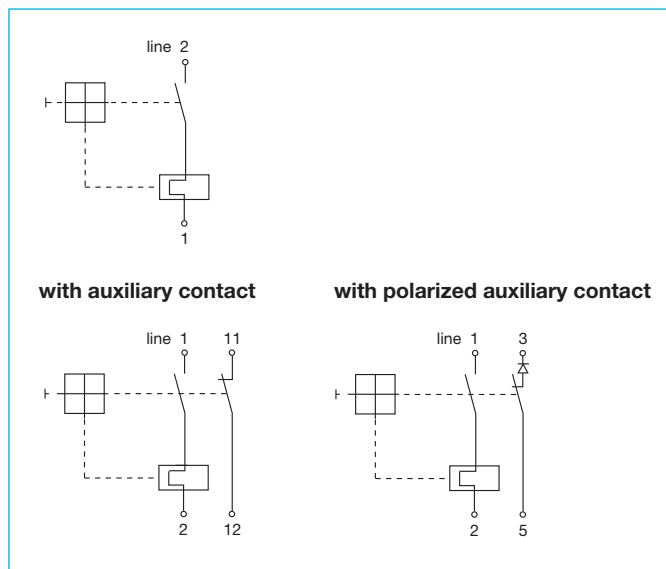 line 2
1
with auxiliary contact
with polarized auxiliary contact
line 1 11
2 12
line 1 3
2 5